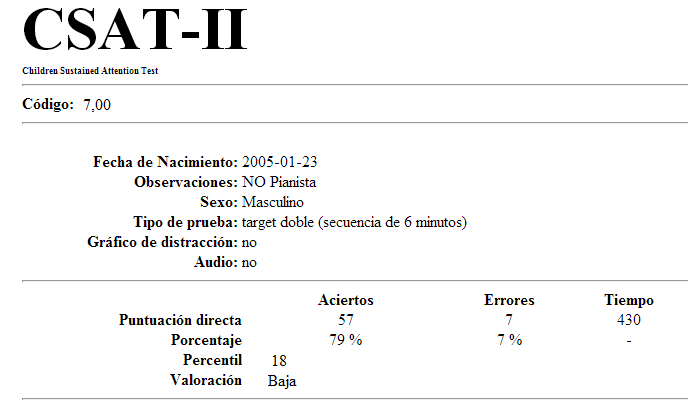 CSAT-II
Children Sustained Attention Test
Código: 7,00
Fecha de Nacimiento: 2005-01-23
Observaciones: NO Pianista
Sexo: Masculino
Tipo de prueba: target doble (secuencia de 6 minutos)
Gráfico de distracción: no
Audio: no
Aciertos Errores Tiempo
Puntuación directa 57 7 430
Porcentaje 79 % 7 % -
Percentil 18
Valoración Baja